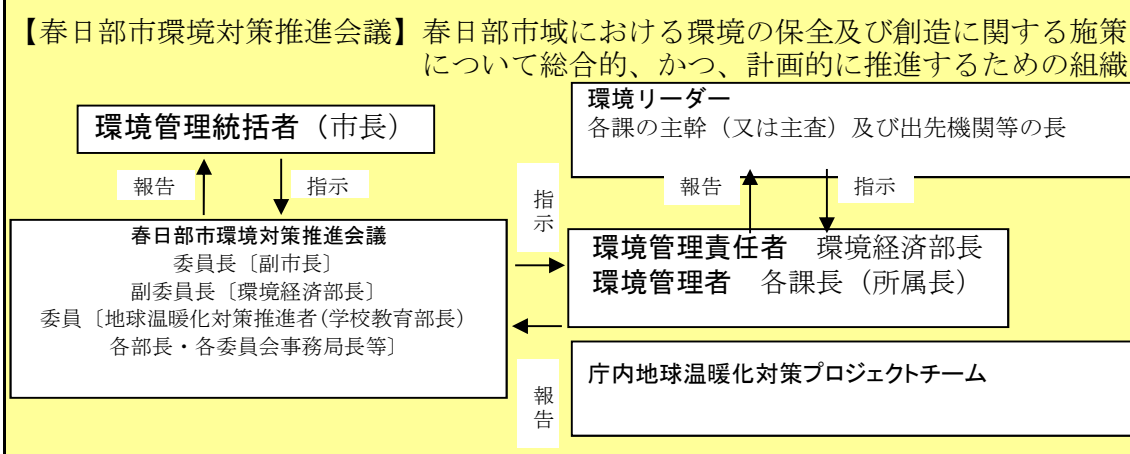 【春日部市環境対策推進会議】春日部市域における環境の保全及び創造に関する施策
について総合的、かつ、計画的に推進するための組織
環境管理統括者（市長）
報告
指示
春日部市環境対策推進会議
委員長〔副市長〕
副委員長〔環境経済部長〕
委員〔地球温暖化対策推進者(学校教育部長)
各部長・各委員会事務局長等〕
指示
報告
環境リーダー
各課の主幹（又は主査）及び出先機関等の長
報告
指示
環境管理責任者　環境経済部長
環境管理者　各課長（所属長）
庁内地球温暖化対策プロジェクトチーム